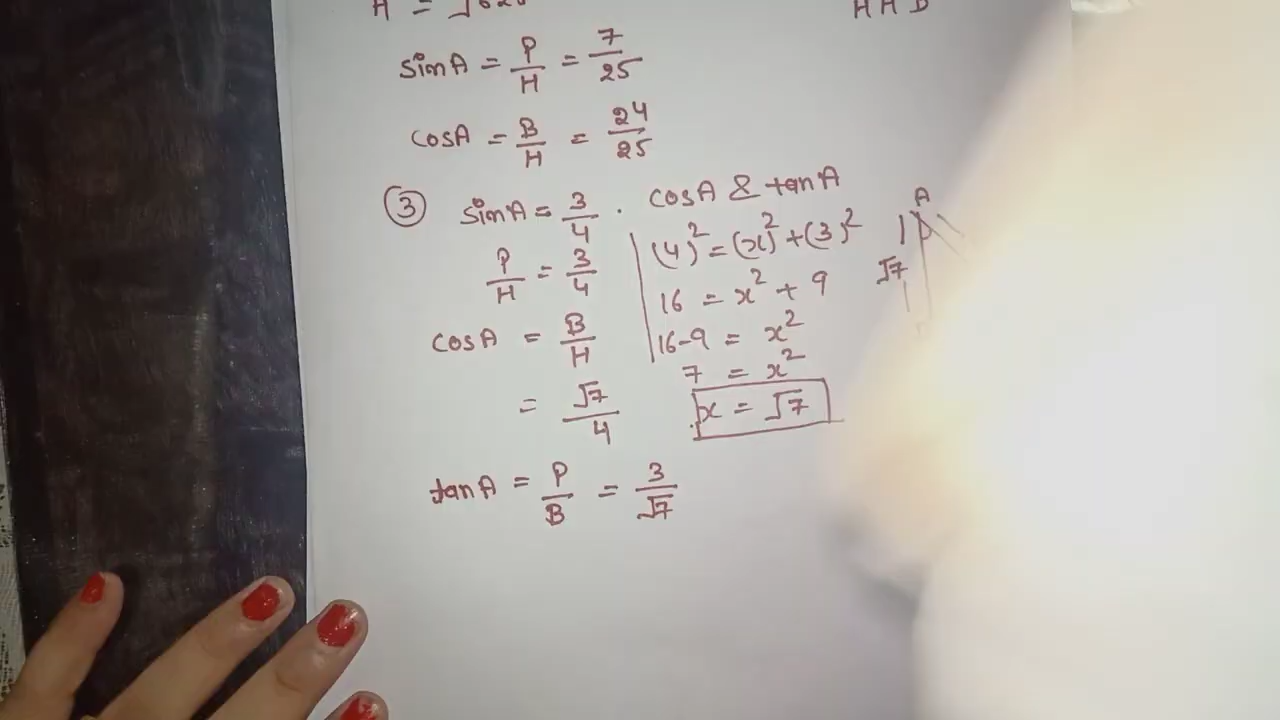 sinA = P/H = 7/25
cosA = B/H = 24/25
③ sinA = 3/4 . cosA & tanA
P/H = 3/4
(4)² = (x)² + (3)²
16 = x² + 9
16-9 = x²
7 = x²
x = √7
A
√7
cosA = B/H
= √7/4
tanA = P/B = 3/√7